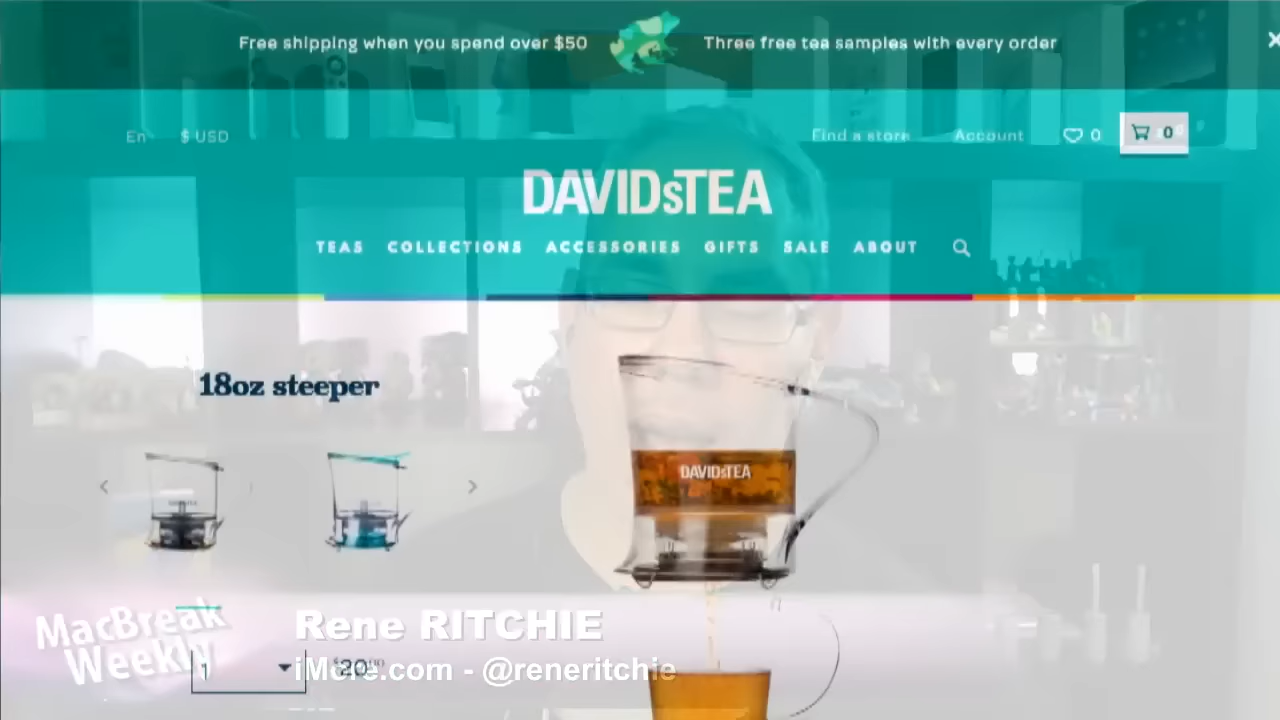 Free shipping when you spend over $50
Three free tea samples with every order
En $ USD
Find a store Account 0 0
DAVIDsTEA
TEAS COLLECTIONS ACCESSORIES GIFTS SALE ABOUT
18oz steeper
DAVIDsTEA
MacBreak
Weekly
Rene RITCHIE
iMore.com - @reneritchie
1
$20